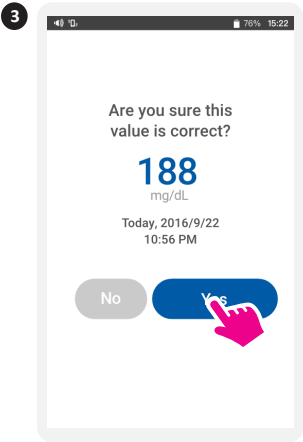 3
76% 15:22
Are you sure this
value is correct?
188
mg/dL
Today, 2016/9/22
10:56 PM
No
Yes